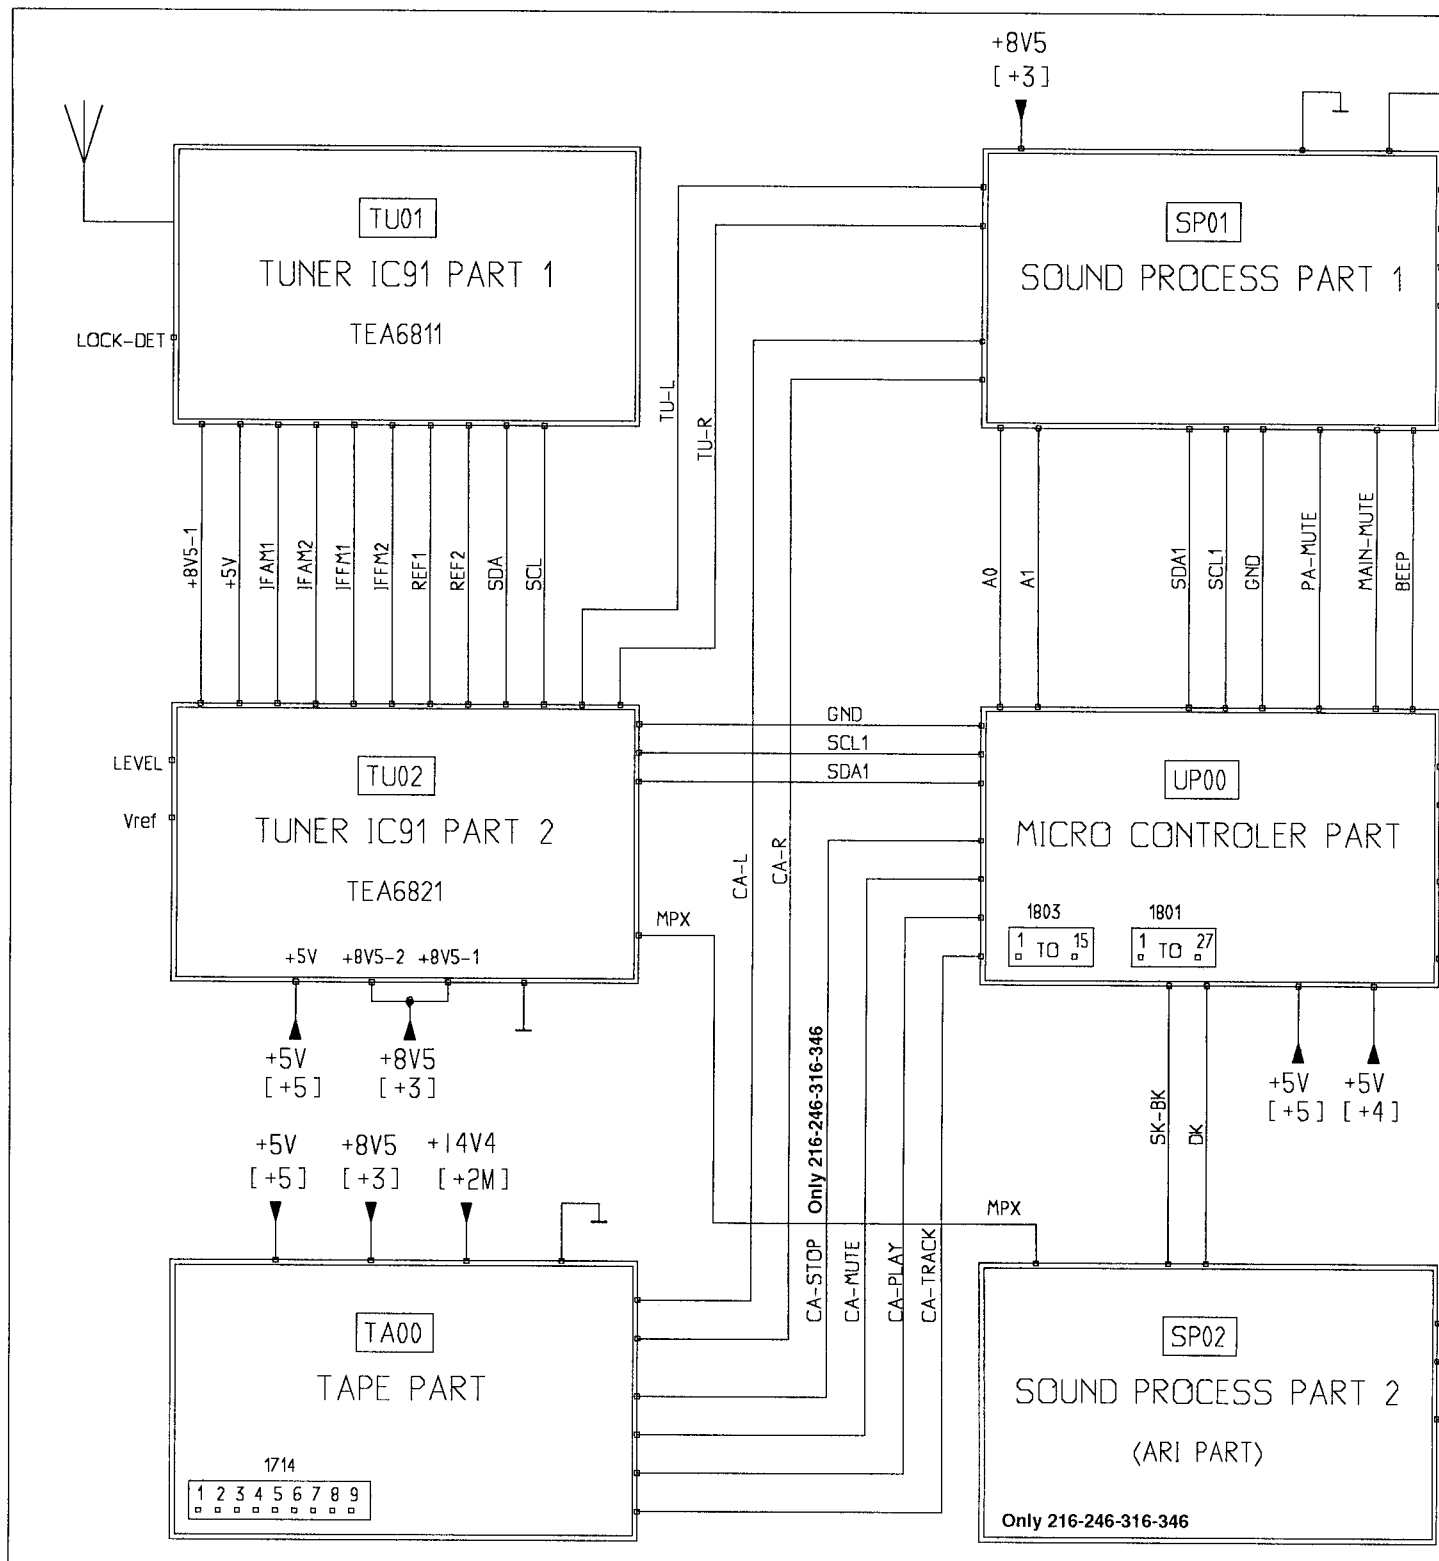 +8V5
[+3]
TU01
TUNER IC91 PART 1
TEA6811
LOCK-DET
SP01
SOUND PROCESS PART 1
TU-L
TU-R
+8V5-1
+5V
IFAM1
IFAM2
IFFM1
IFFM2
REF1
REF2
SDA
SCL
A0
A1
SDA1
SCL1
GND
PA-MUTE
MAIN-MUTE
BEEP
GND
SCL1
SDA1
LEVEL
Vref
TU02
TUNER IC91 PART 2
TEA6821
+5V +8V5-2 +8V5-1
MPX
CA-L
CA-R
UP00
MICRO CONTROLER PART
1803
1 TO 15
1801
1 TO 27
+5V
[+5]
+8V5
[+3]
+5V
[+5]
+5V
[+4]
SK-BK
DK
+5V
[+5]
+8V5
[+3]
+14V4
[+2M]
CA-STOP Only 216-246-316-346
CA-MUTE
CA-PLAY
CA-TRACK
MPX
TA00
TAPE PART
1714
1 2 3 4 5 6 7 8 9
SP02
SOUND PROCESS PART 2
(ARI PART)
Only 216-246-316-346